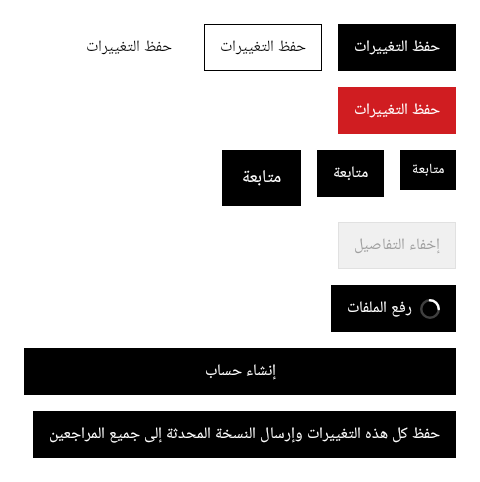 حفظ التغييرات
حفظ التغييرات
حفظ التغييرات
حفظ التغييرات
متابعة
متابعة
متابعة
إخفاء التفاصيل
رفع الملفات
إنشاء حساب
حفظ كل هذه التغييرات وإرسال النسخة المحدثة إلى جميع المراجعين